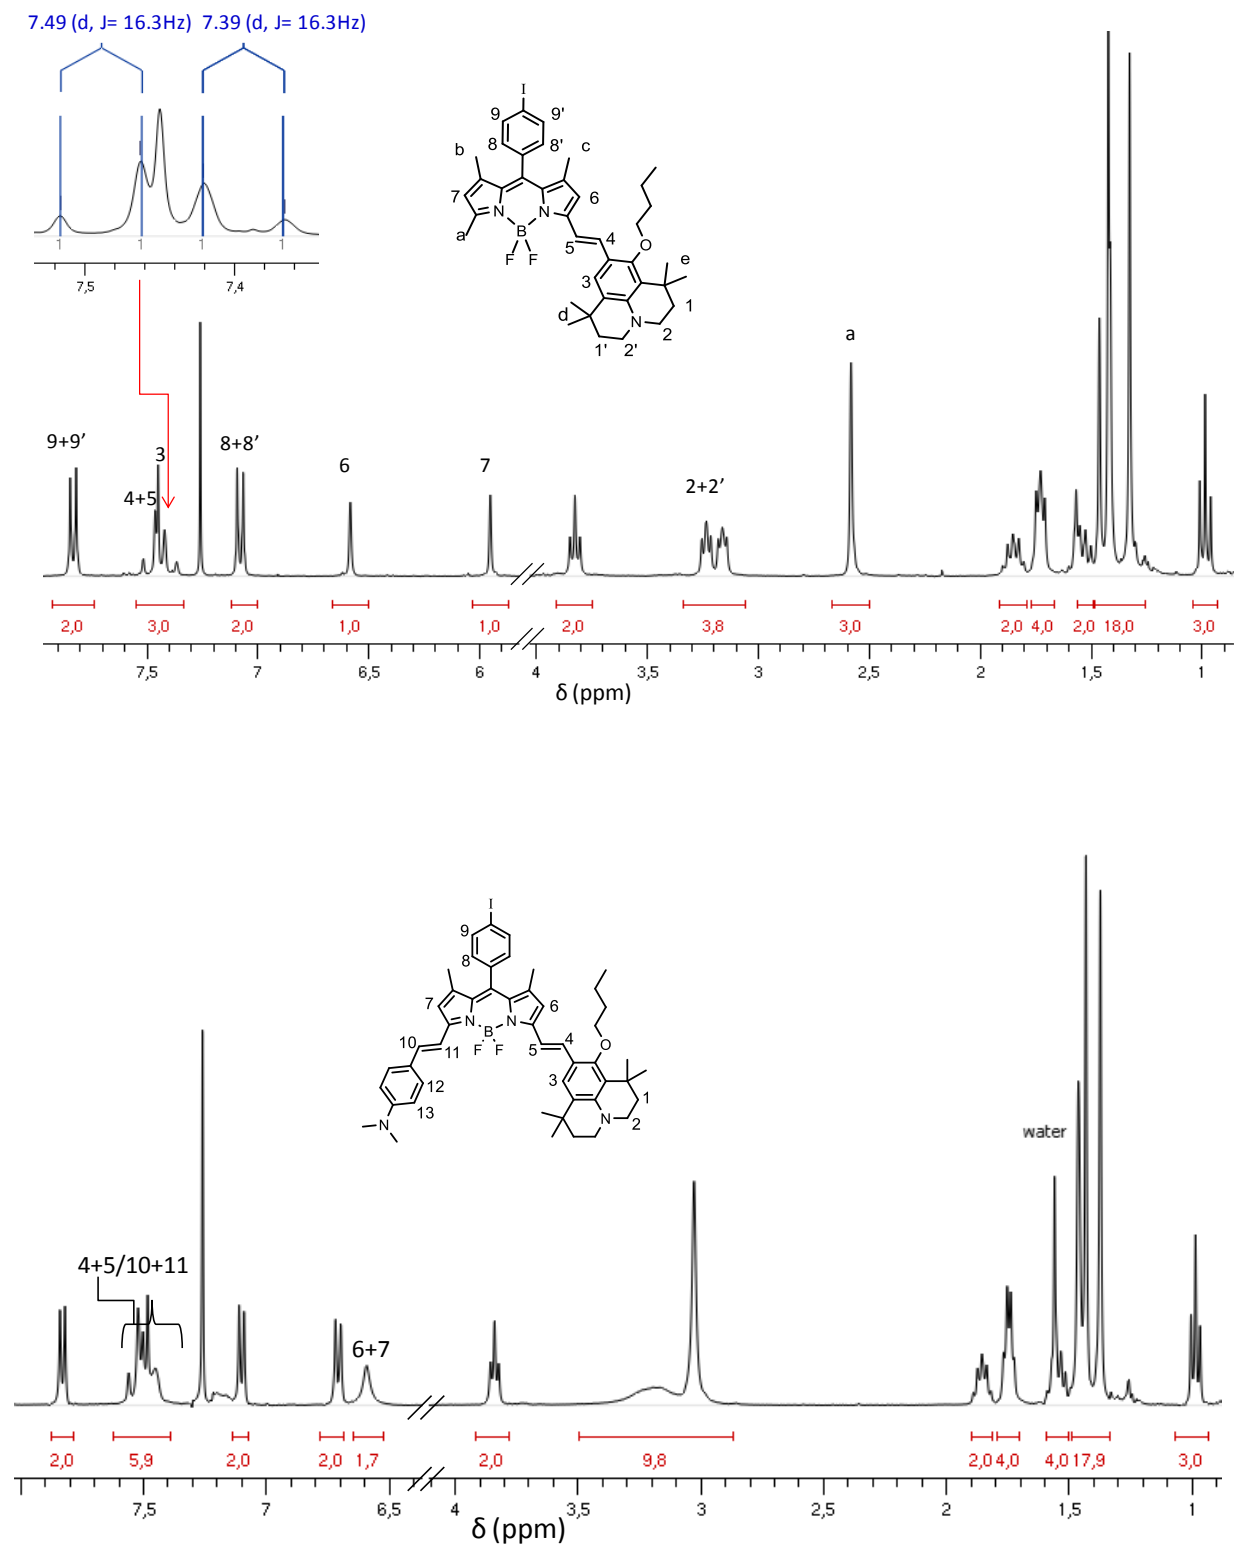 7.49 (d, J= 16.3Hz) 7.39 (d, J= 16.3Hz)
1 1 1 1
7,5 7,4
I
9 9'
8 8'
b c
7 6
N N
B
a
F F
5 4
O
3
e
d
1
N
2
1' 2'
a
9+9’
3
4+5
8+8’
6
7
2+2’
2,0 3,0 2,0 1,0 1,0 2,0 3,8 3,0 2,0 4,0 2,0 18,0 3,0
7,5 7 6,5 6 4 3,5 3 2,5 2 1,5 1
δ (ppm)
I
9
8
7 6
N N
B
F F
10 11
5 4
O
12
13
3
1
N
2
N
water
4+5/10+11
6+7
2,0 5,9 2,0 2,0 1,7 2,0 9,8 2,0 4,0 4,0 17,9 3,0
7,5 7 6,5 4 3,5 3 2,5 2 1,5 1
δ (ppm)